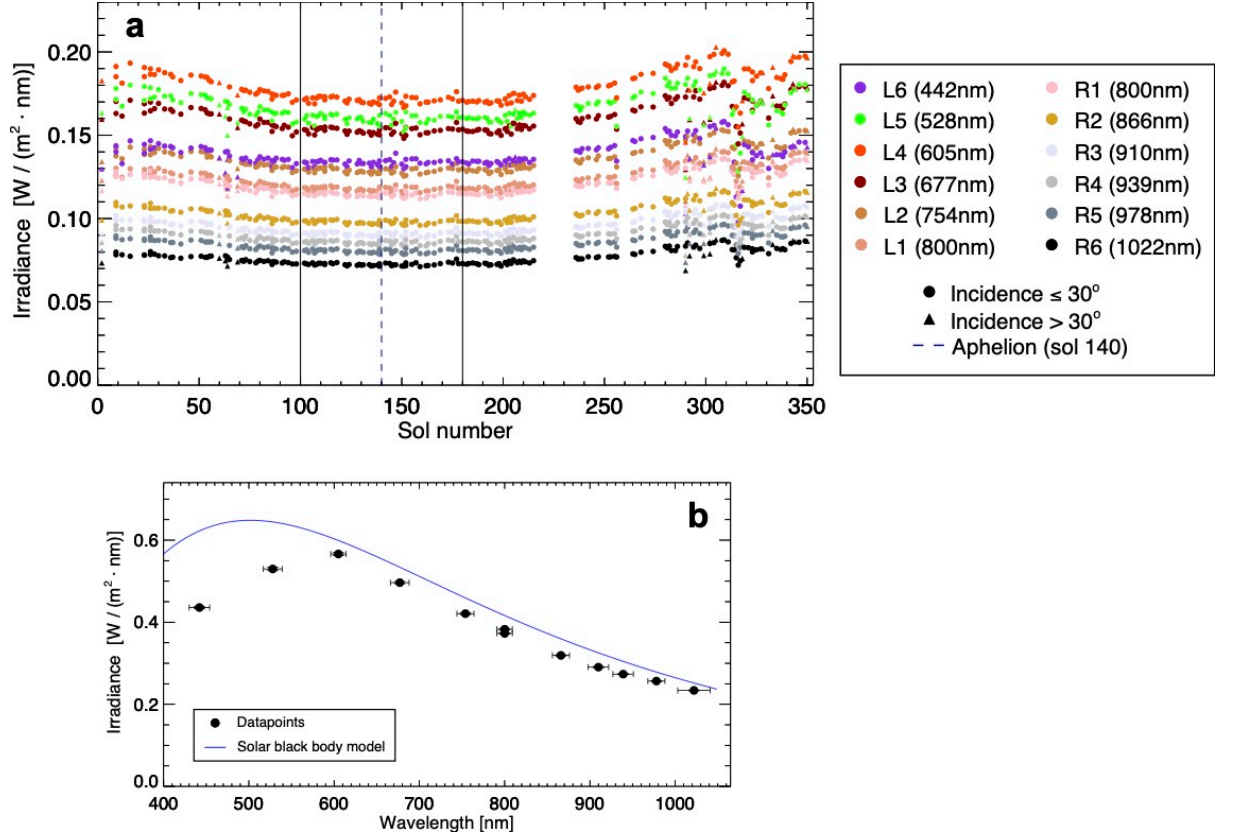 a
Irradiance [W / (m² · nm)]
0.20
0.15
0.10
0.05
0.00
0 50 100 150 200 250 300 350
Sol number
L6 (442nm) R1 (800nm)
L5 (528nm) R2 (866nm)
L4 (605nm) R3 (910nm)
L3 (677nm) R4 (939nm)
L2 (754nm) R5 (978nm)
L1 (800nm) R6 (1022nm)
Incidence ≤ 30°
Incidence > 30°
Aphelion (sol 140)
b
Irradiance [W / (m² · nm)]
0.6
0.4
0.2
0.0
Datapoints
Solar black body model
400 500 600 700 800 900 1000
Wavelength [nm]